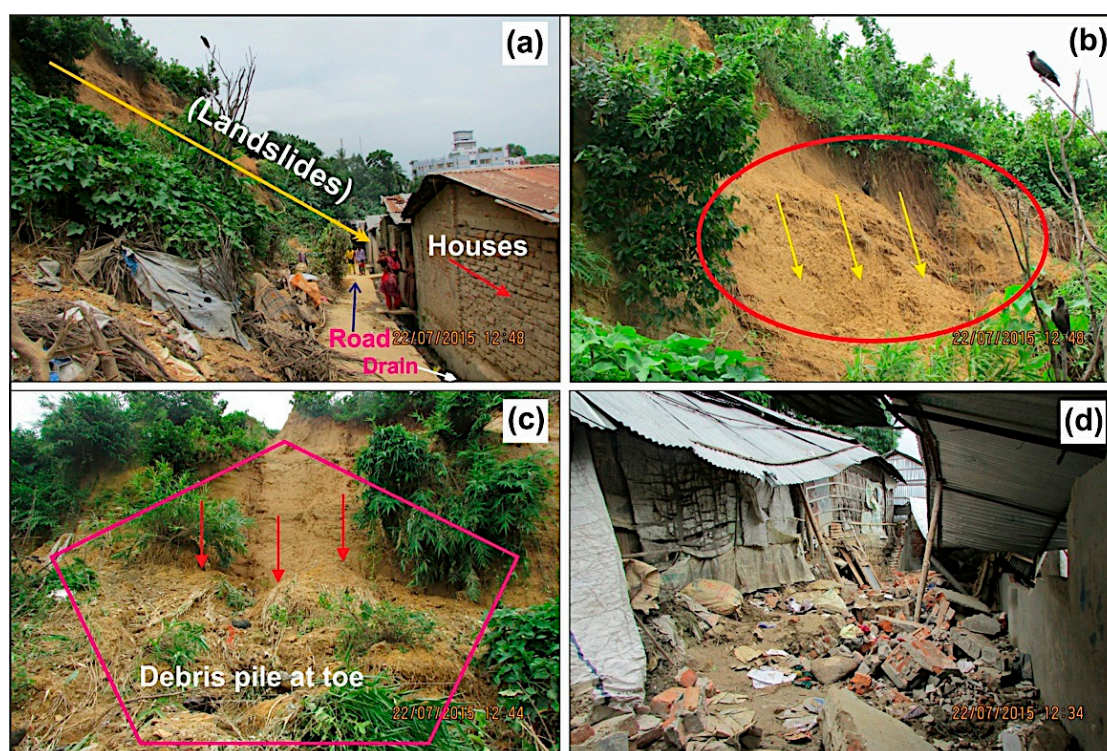 (a)
(Landslides)
Houses
Road
22/07/2015 12:48
Drain
(b)
22/07/2015 12:48
(c)
Debris pile at toe
22/07/2015 12:44
(d)
22/07/2015 12:34